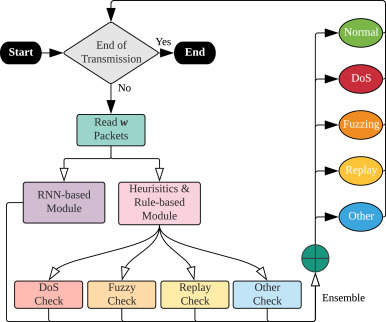 Start
End of
Transmission
Yes
End
No
Read w
Packets
RNN-based
Module
Heurisitics &
Rule-based
Module
DoS
Check
Fuzzy
Check
Replay
Check
Other
Check
Ensemble
Normal
DoS
Fuzzing
Replay
Other